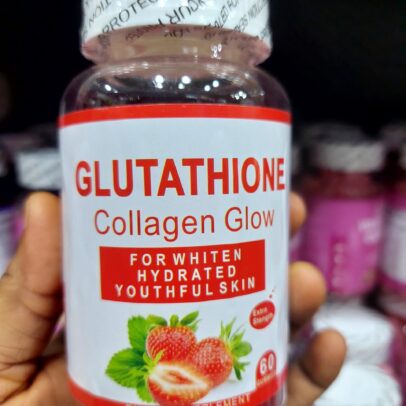 GLUTATHIONE
Collagen Glow
FOR WHITEN
HYDRATED
YOUTHFUL SKIN
Extra
Strength
60